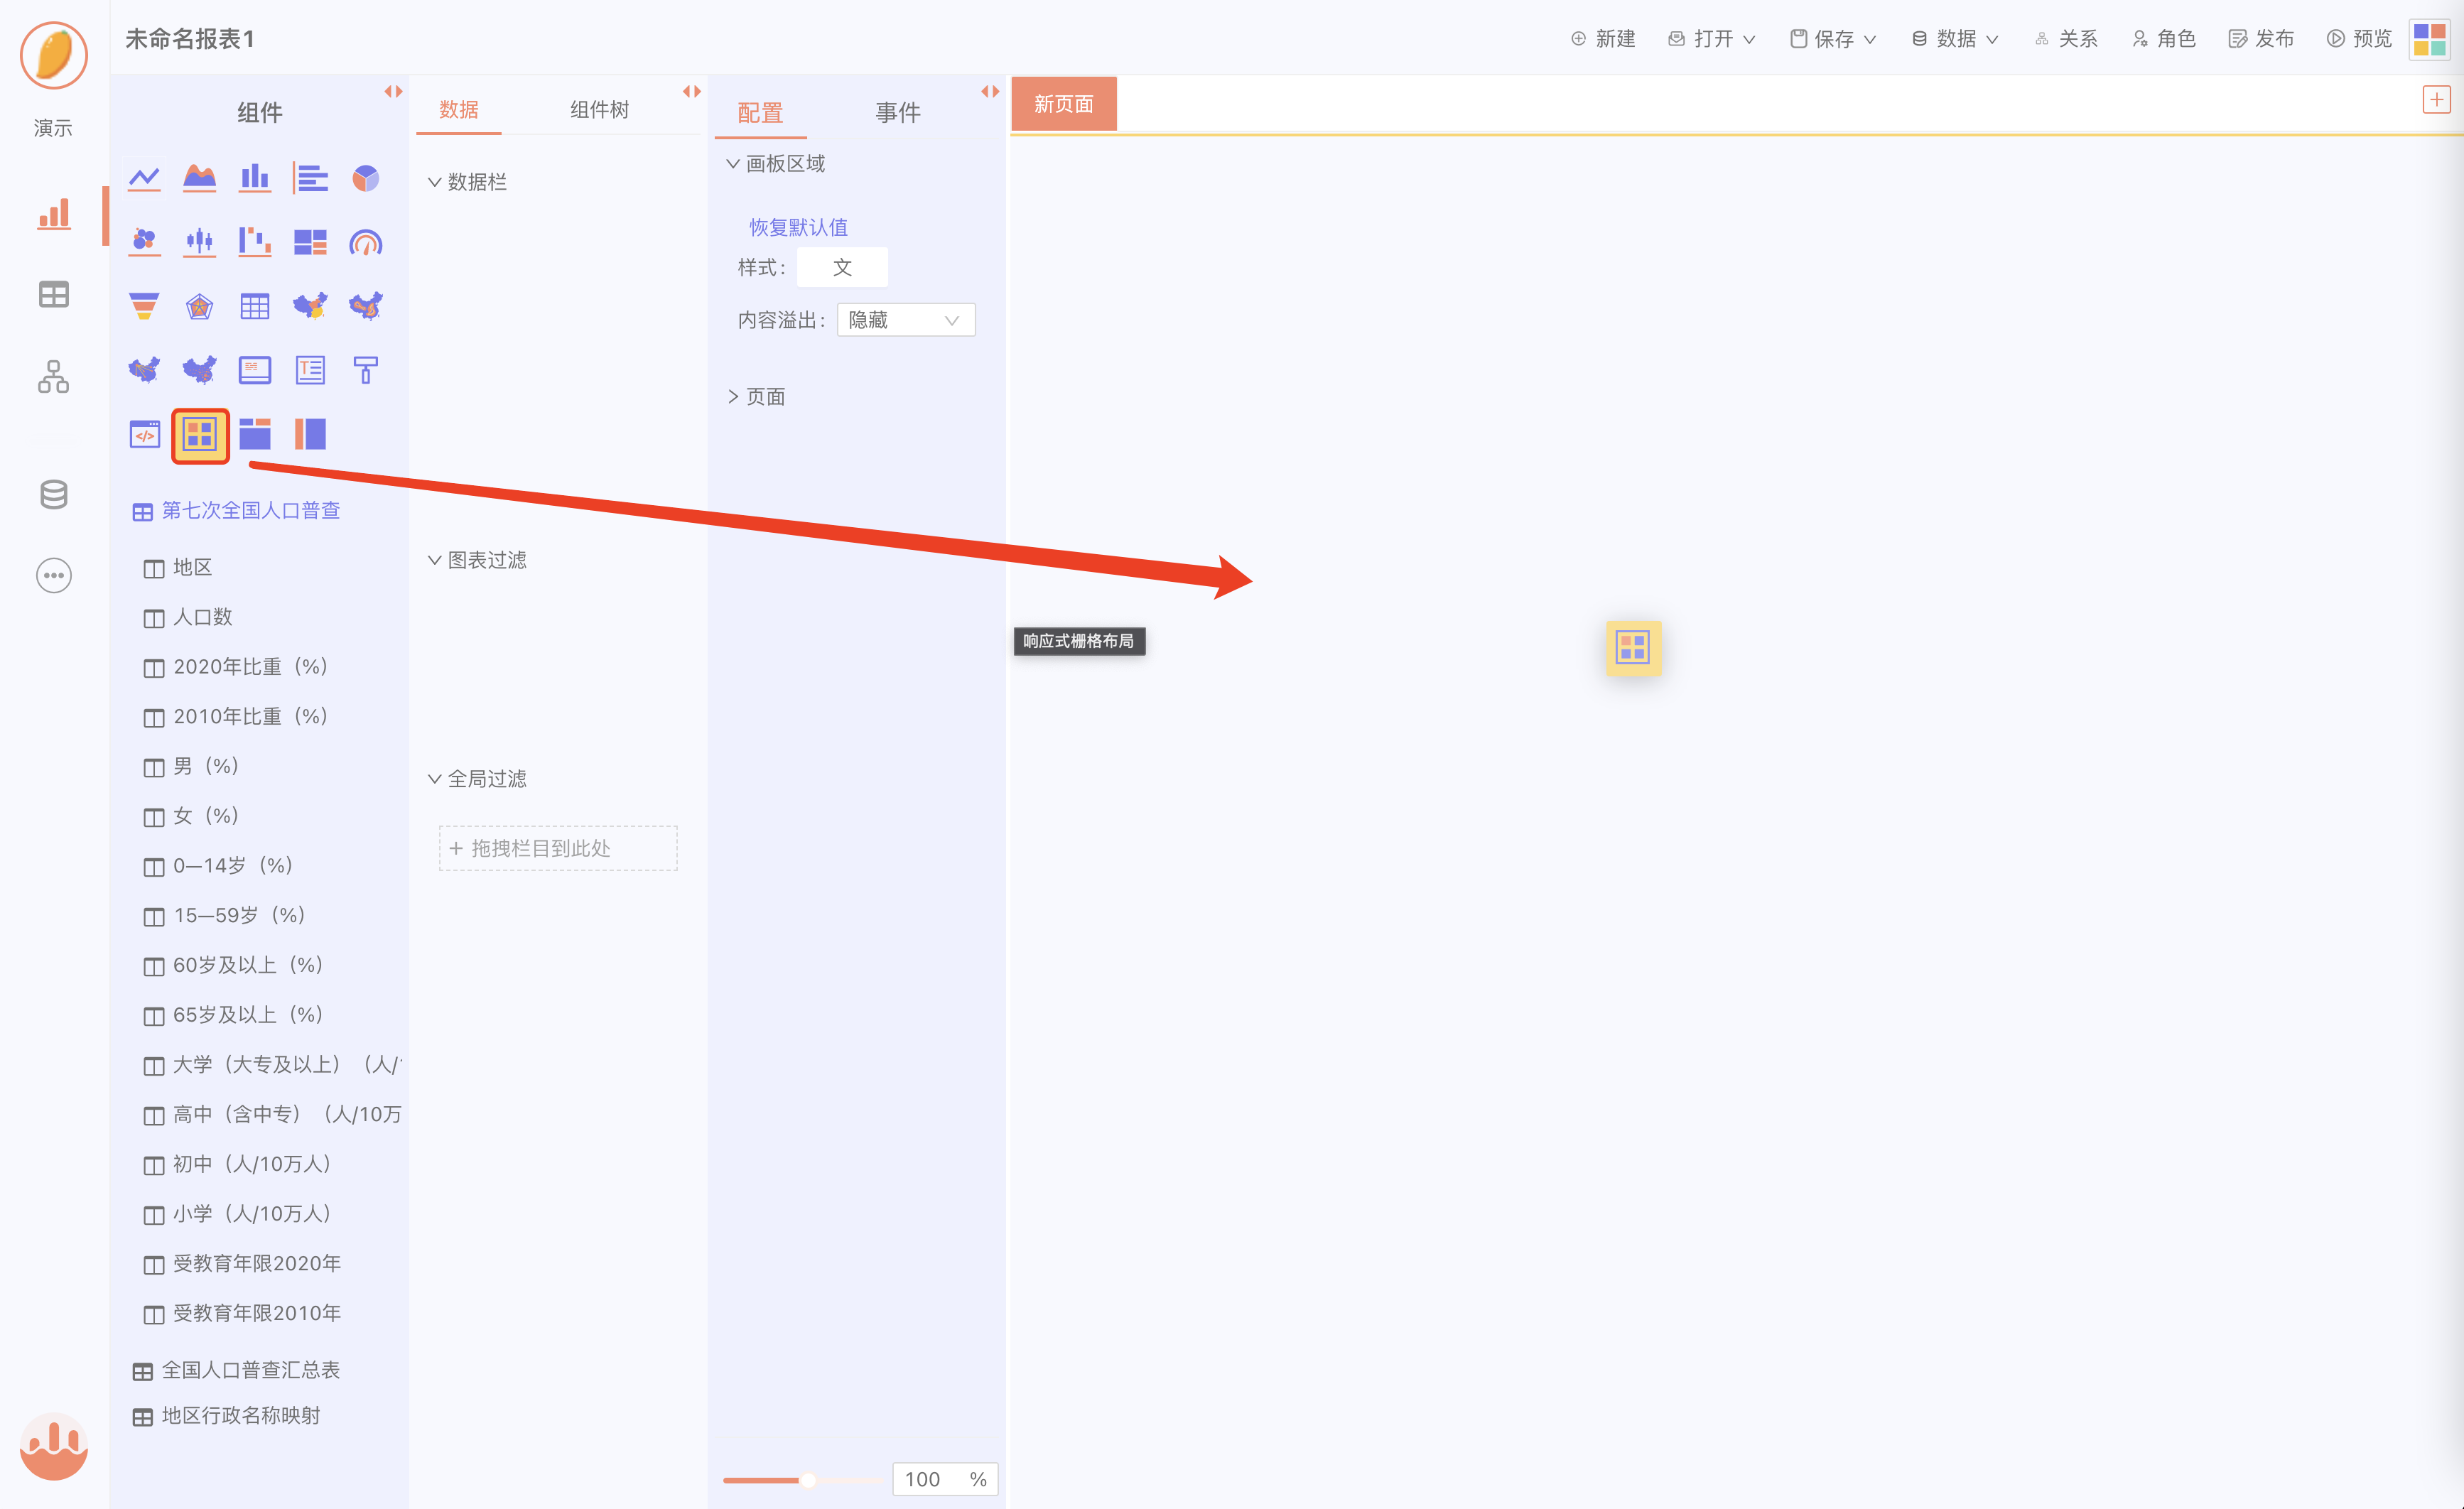 未命名报表1
新建
打开
保存
数据
关系
角色
发布
预览
演示
组件
数据
组件树
配置
事件
新页面
数据栏
画板区域
恢复默认值
样式：
文
内容溢出：
隐藏
页面
第七次全国人口普查
地区
人口数
2020年比重（%）
2010年比重（%）
男（%）
女（%）
0—14岁（%）
15—59岁（%）
60岁及以上（%）
65岁及以上（%）
大学（大专及以上）（人/
高中（含中专）（人/10万
初中（人/10万人）
小学（人/10万人）
受教育年限2020年
受教育年限2010年
全国人口普查汇总表
地区行政名称映射
图表过滤
全局过滤
+ 拖拽栏目到此处
响应式栅格布局
100 %